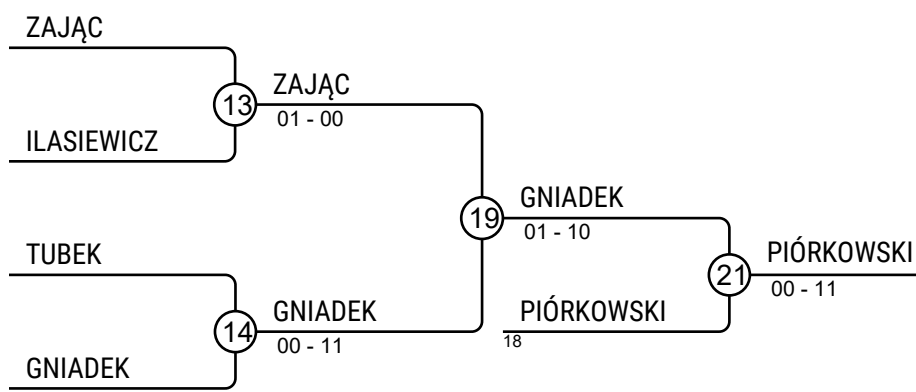 ZAJĄC
13
ZAJĄC
01 - 00
ILASIEWICZ
19
GNIADEK
01 - 10
TUBEK
21
PIÓRKOWSKI
00 - 11
14
GNIADEK
00 - 11
PIÓRKOWSKI
18
GNIADEK